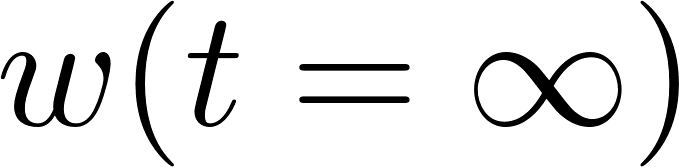 w(t = ∞)